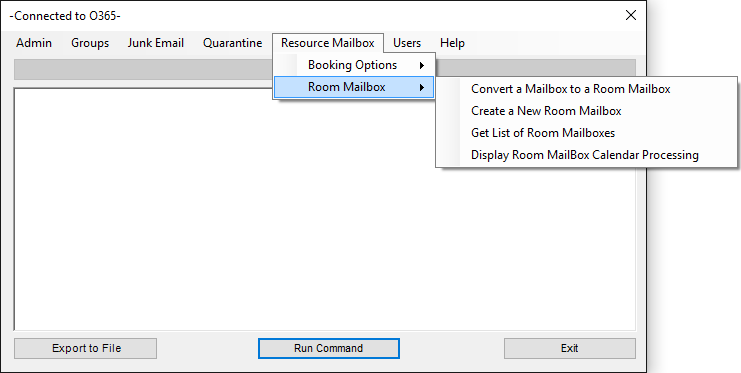 -Connected to O365-
Admin Groups Junk Email Quarantine Resource Mailbox Users Help
Booking Options
Room Mailbox
Convert a Mailbox to a Room Mailbox
Create a New Room Mailbox
Get List of Room Mailboxes
Display Room MailBox Calendar Processing
Export to File Run Command Exit